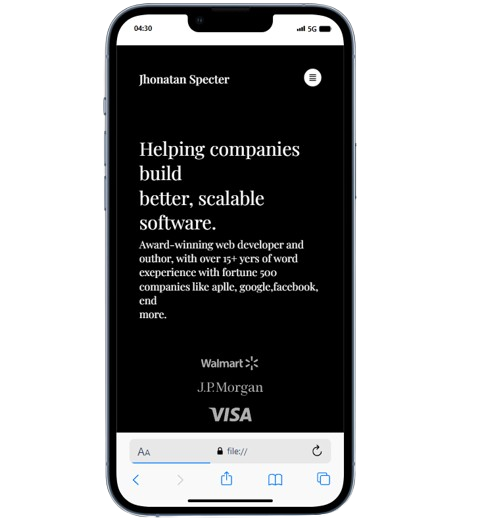 04:30
5G
Jhonatan Specter
Helping companies
build
better, scalable
software.
Award-winning web developer and
outhor, with over 15+ yers of word
exeperience with fortune 500
companies like aplle, google,facebook,
end
more.
Walmart
J.P.Morgan
VISA
AA
file://